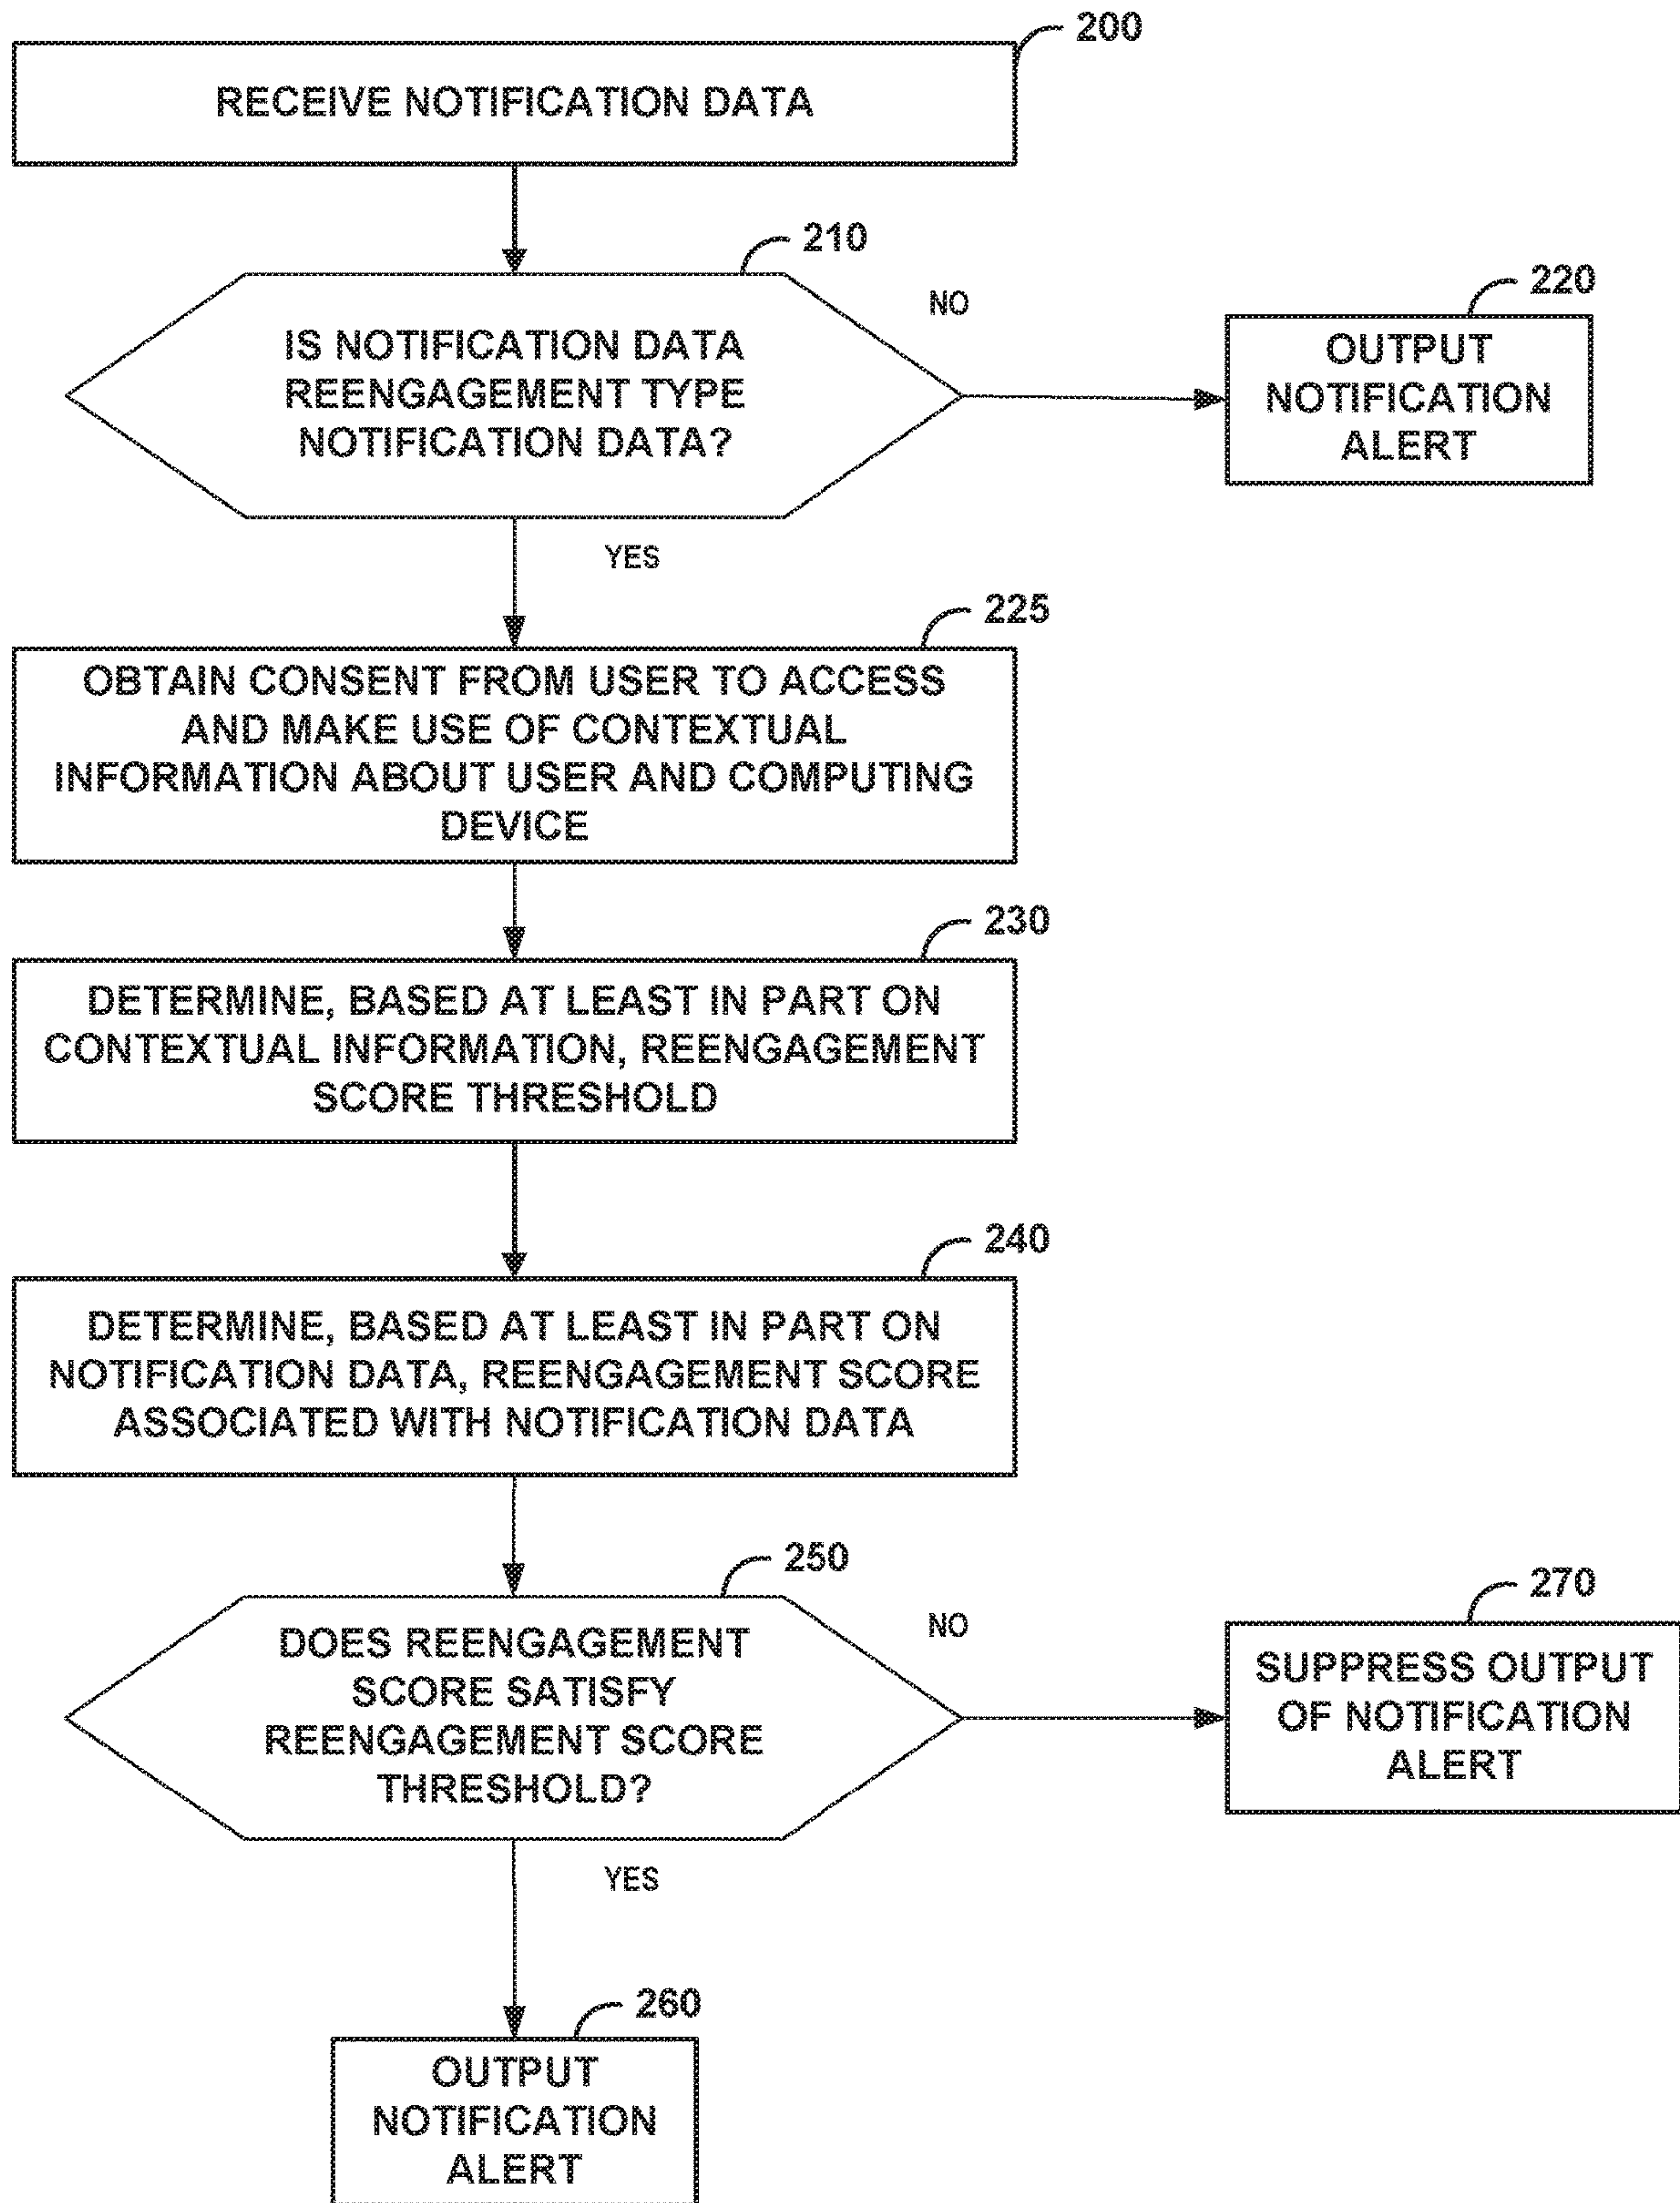 200
RECEIVE NOTIFICATION DATA
210
NO
220
IS NOTIFICATION DATA
REENGAGEMENT TYPE
NOTIFICATION DATA?
OUTPUT
NOTIFICATION
ALERT
YES
225
OBTAIN CONSENT FROM USER TO ACCESS
AND MAKE USE OF CONTEXTUAL
INFORMATION ABOUT USER AND COMPUTING
DEVICE
230
DETERMINE, BASED AT LEAST IN PART ON
CONTEXTUAL INFORMATION, REENGAGEMENT
SCORE THRESHOLD
240
DETERMINE, BASED AT LEAST IN PART ON
NOTIFICATION DATA, REENGAGEMENT SCORE
ASSOCIATED WITH NOTIFICATION DATA
250
NO
270
DOES REENGAGEMENT
SCORE SATISFY
REENGAGEMENT SCORE
THRESHOLD?
SUPPRESS OUTPUT
OF NOTIFICATION
ALERT
YES
260
OUTPUT
NOTIFICATION
ALERT